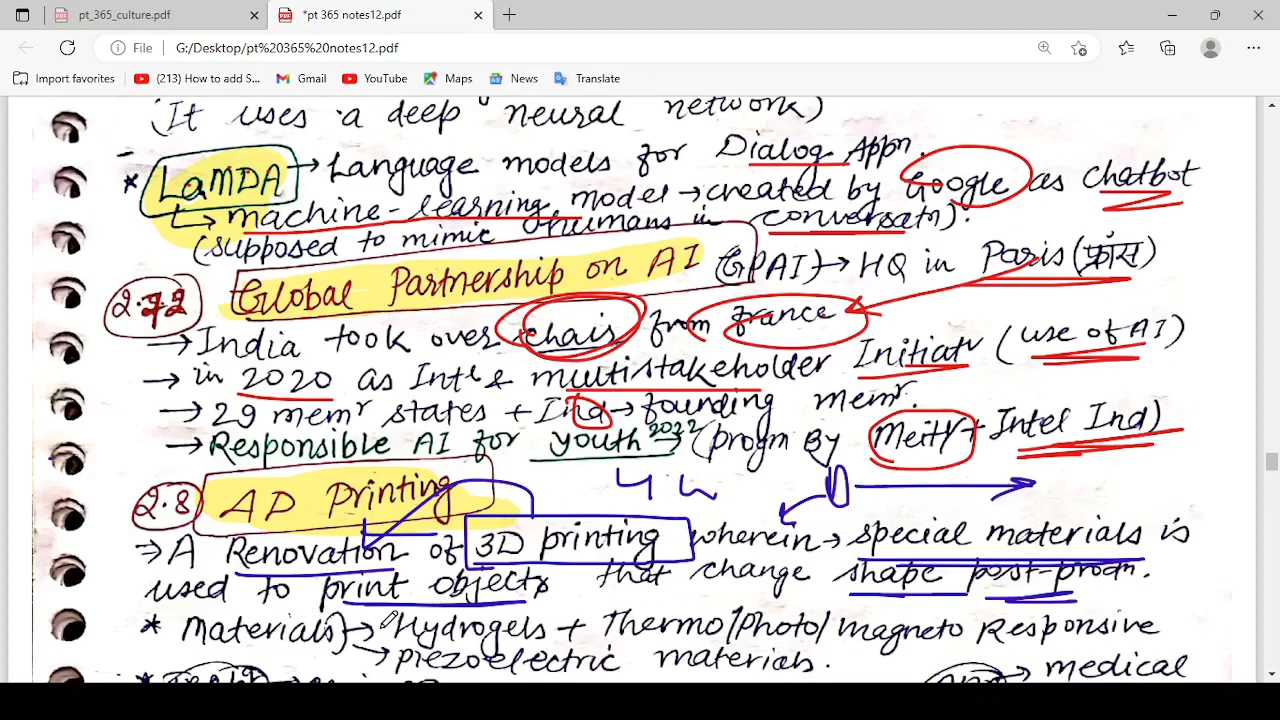 pt_365_culture.pdf
*pt 365 notes12.pdf
File G:/Desktop/pt%20365%20notes12.pdf
Import favorites (213) How to add S... Gmail YouTube Maps News Translate
(It uses a deep neural network)
* LaMDA → Language models for Dialog Appn.
↳ machine-learning model → created by Google as chatbot
(supposed to mimic humans in conversatn).
2.72 Global Partnership on AI (GPAI) → HQ in Paris (फ्रांस)
→ India took over chair from france
→ in 2020 as Intl & multistakeholder Initiatv (use of AI)
→ 29 memr states + Ind → founding memr.
→ Responsible AI for youth 2022 → (progm By MeitY + Intel Ind)
2.8 4D Printing 4D
⇒ A Renovation of 3D printing wherein → special materials is
used to print objects that change shape post-prodn.
* Materials} → Hydrogels + Thermo/Photo/magneto Responsive
→ piezoelectric materials.
→ medical